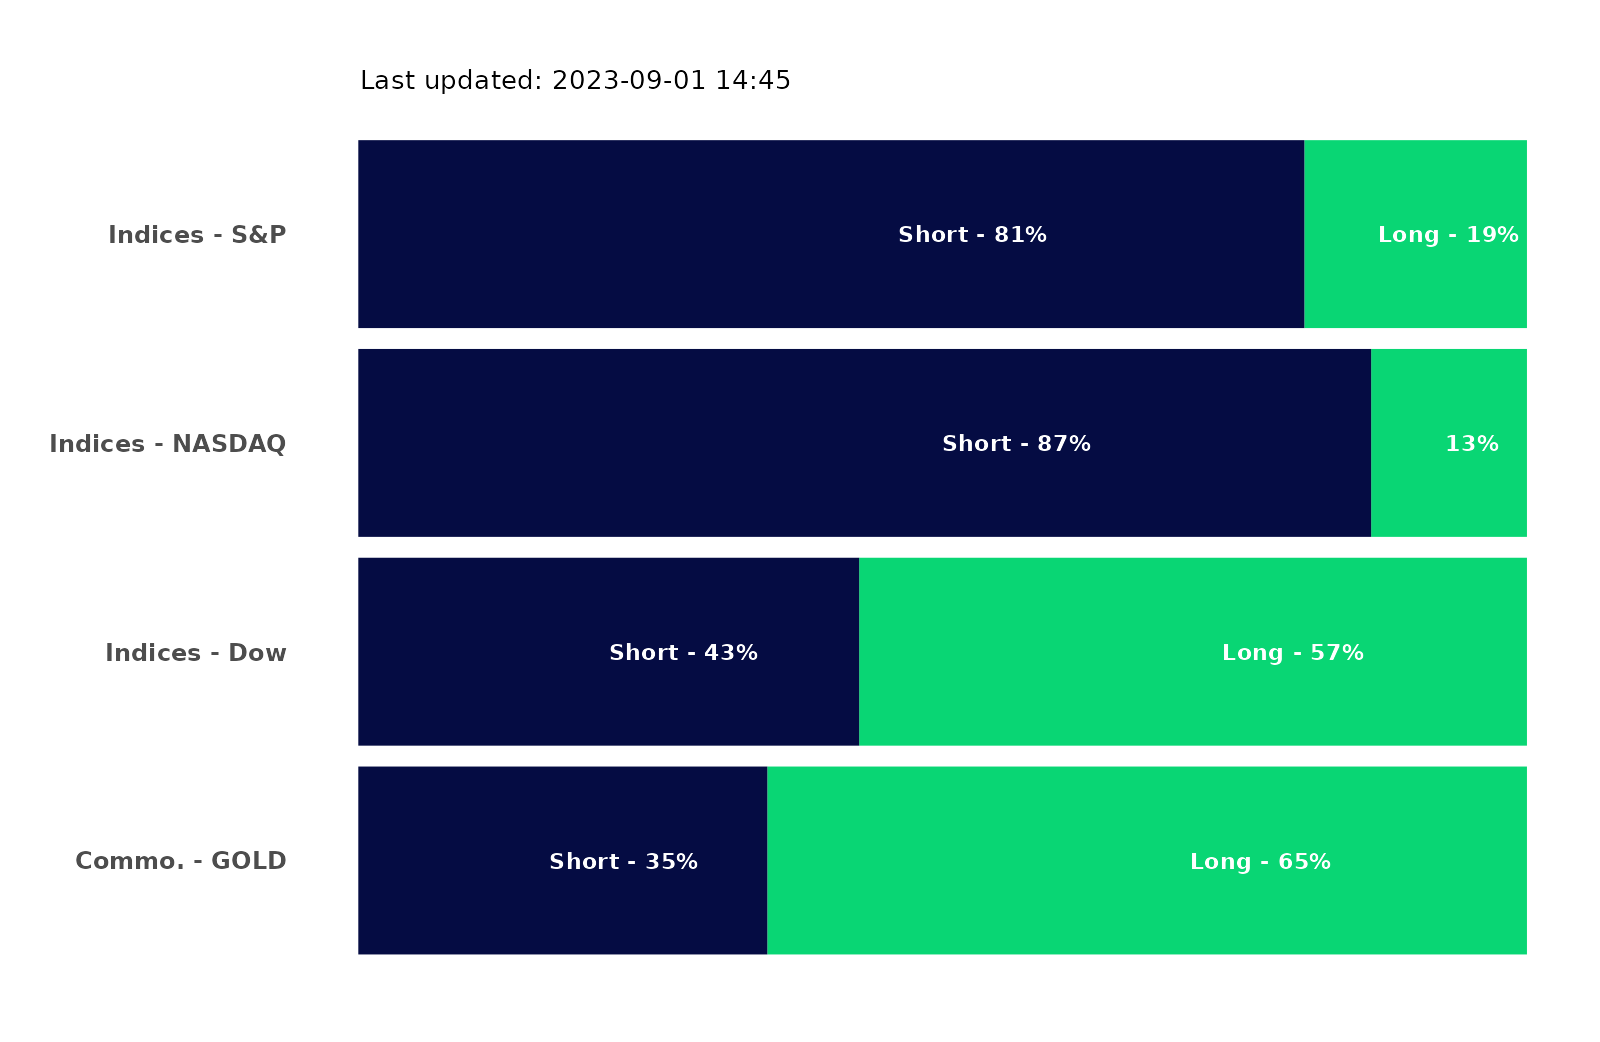 Last updated: 2023-09-01 14:45
Indices - S&P Short - 81% Long - 19%
Indices - NASDAQ Short - 87% 13%
Indices - Dow Short - 43% Long - 57%
Commo. - GOLD Short - 35% Long - 65%